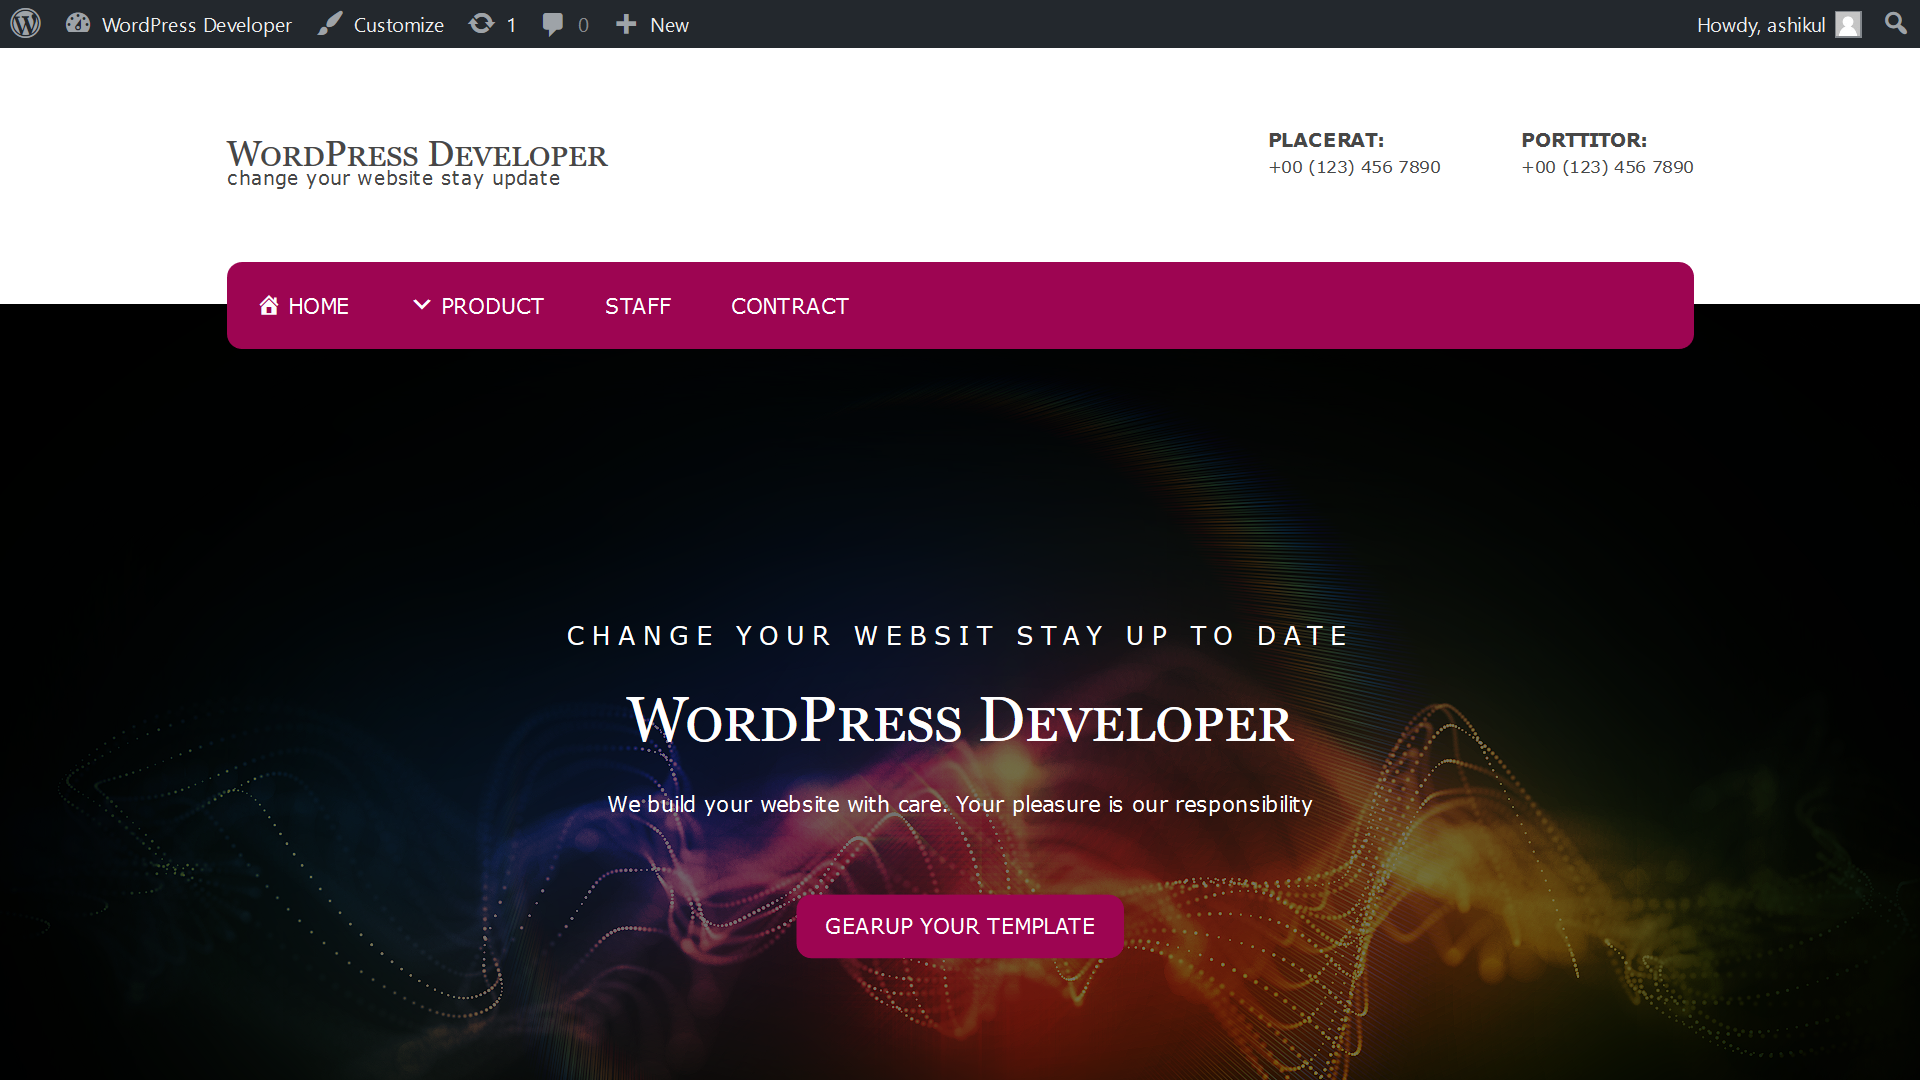 WordPress Developer Customize 1 0 New Howdy, ashikul
WordPress Developer
change your website stay update
PLACERAT:
+00 (123) 456 7890
PORTTITOR:
+00 (123) 456 7890
HOME PRODUCT STAFF CONTRACT
CHANGE YOUR WEBSIT STAY UP TO DATE
WordPress Developer
We build your website with care. Your pleasure is our responsibility
GEARUP YOUR TEMPLATE